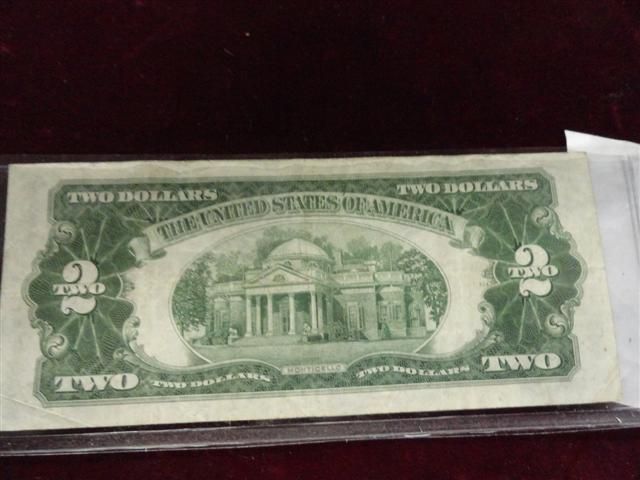 TWO DOLLARS TWO DOLLARS
THE UNITED STATES OF AMERICA
2 2
TWO TWO
MONTICELLO
TWO TWO DOLLARS TWO DOLLARS TWO